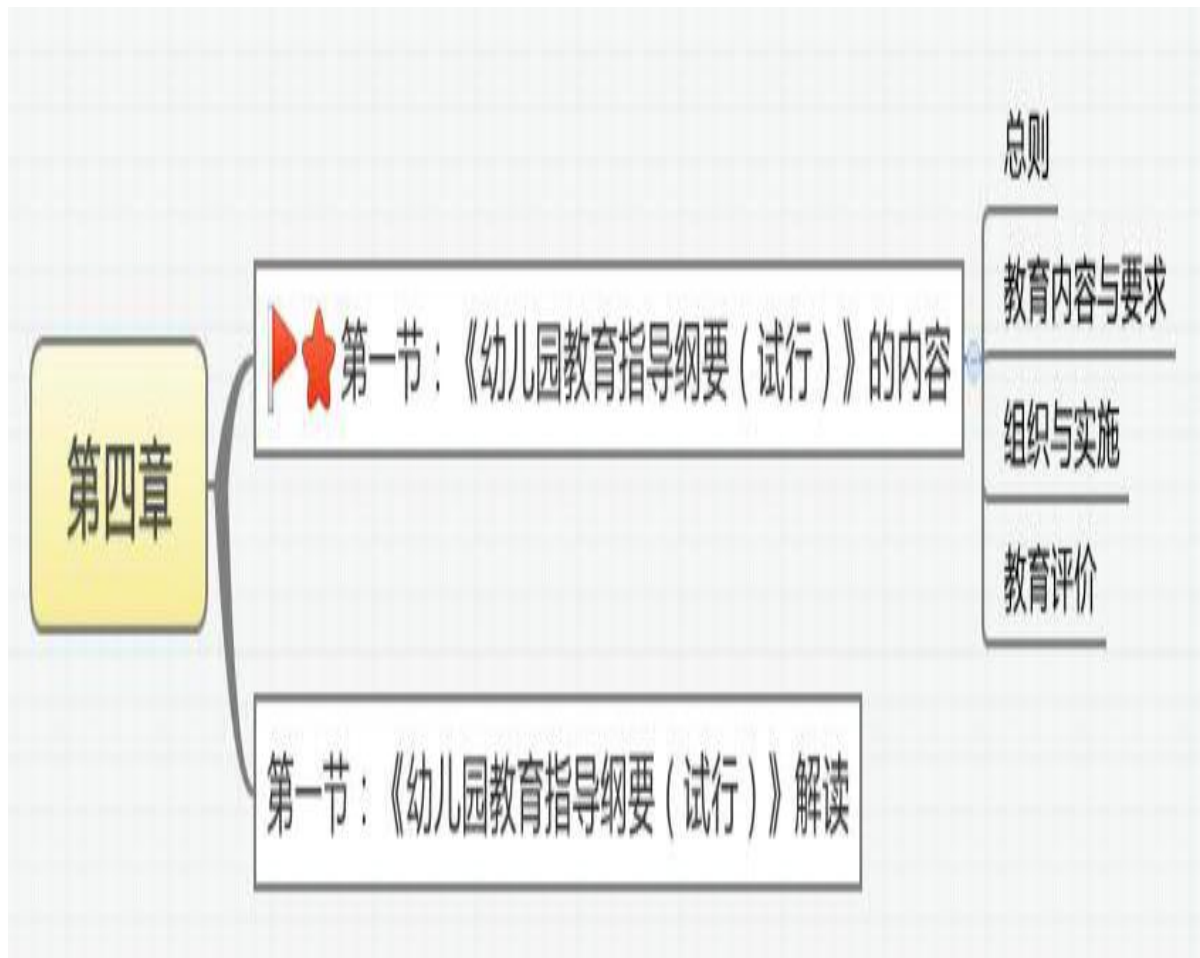 第四章
第一节：《幼儿园教育指导纲要（试行）》的内容
总则
教育内容与要求
组织与实施
教育评价
第一节：《幼儿园教育指导纲要（试行）》解读